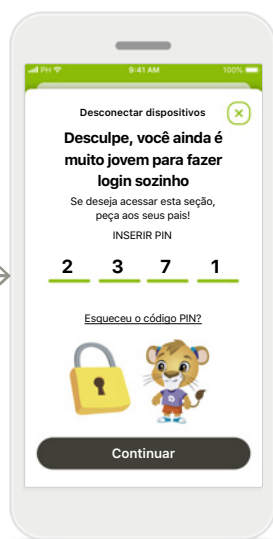 PH 9:41 AM 100%
Desconectar dispositivos
Desculpe, você ainda é
muito jovem para fazer
login sozinho
Se deseja acessar esta seção,
peça aos seus pais!
INSERIR PIN
2 3 7 1
Esqueceu o código PIN?
Continuar